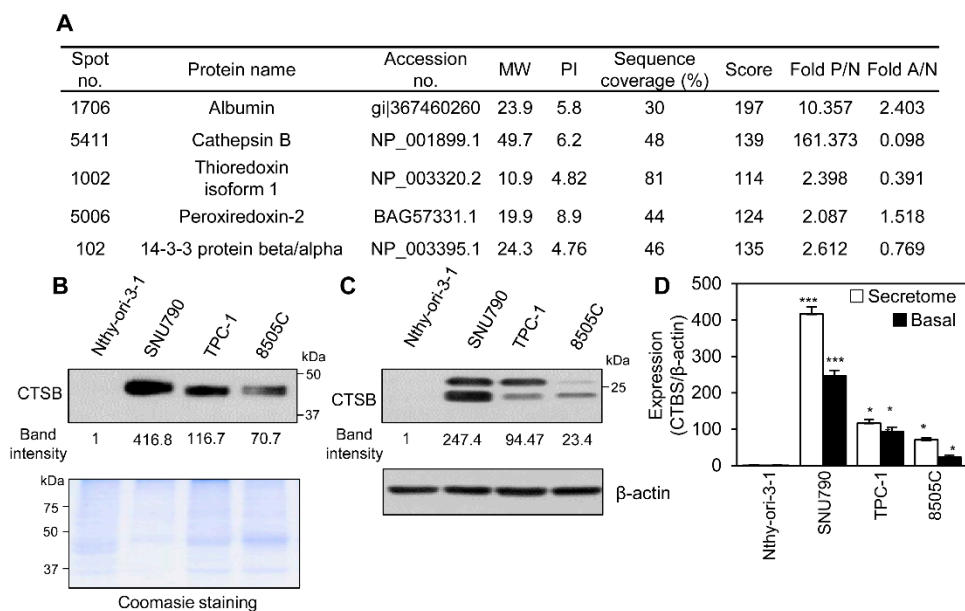 A
Spot no. Protein name Accession no. MW PI Sequence coverage (%) Score Fold P/N Fold A/N
1706 Albumin gi|367460260 23.9 5.8 30 197 10.357 2.403
5411 Cathepsin B NP_001899.1 49.7 6.2 48 139 161.373 0.098
1002 Thioredoxin isoform 1 NP_003320.2 10.9 4.82 81 114 2.398 0.391
5006 Peroxiredoxin-2 BAG57331.1 19.9 8.9 44 124 2.087 1.518
102 14-3-3 protein beta/alpha NP_003395.1 24.3 4.76 46 135 2.612 0.769
B
Nthy-ori-3-1 SNU790 TPC-1 8505C
kDa
50
CTSB
37
Band intensity 1 416.8 116.7 70.7
kDa
75
50
37
Coomasie staining
C
Nthy-ori-3-1 SNU790 TPC-1 8505C
kDa
25
CTSB
Band intensity 1 247.4 94.47 23.4
β-actin
D
Expression
(CTBS/β-actin)
500
400
300
200
100
0
Secretome
Basal
*** *** * * * *
Nthy-ori-3-1 SNU790 TPC-1 8505C